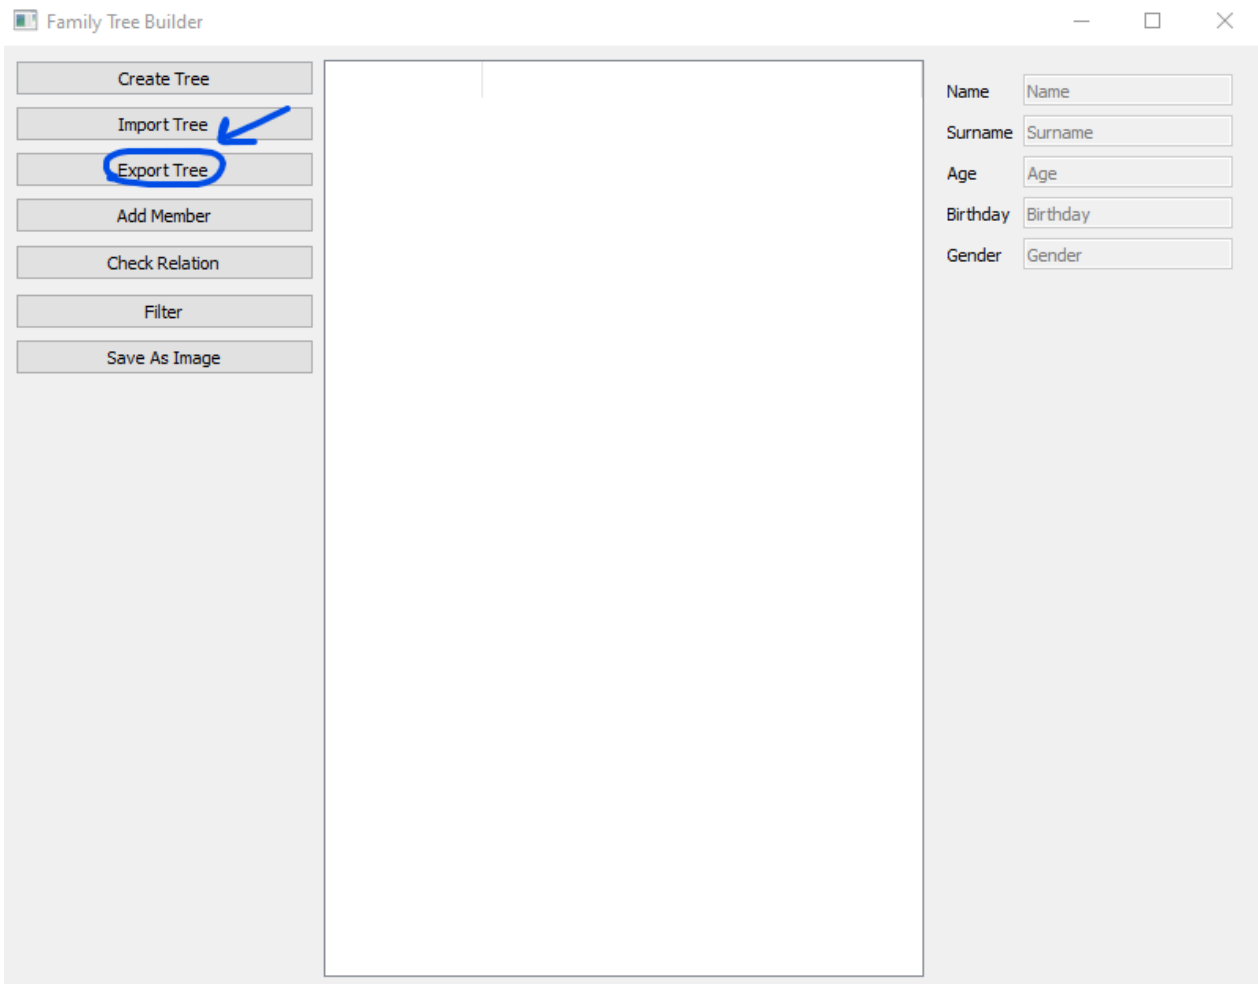 Family Tree Builder
Create Tree
Import Tree
Export Tree
Add Member
Check Relation
Filter
Save As Image
Name Name
Surname Surname
Age Age
Birthday Birthday
Gender Gender